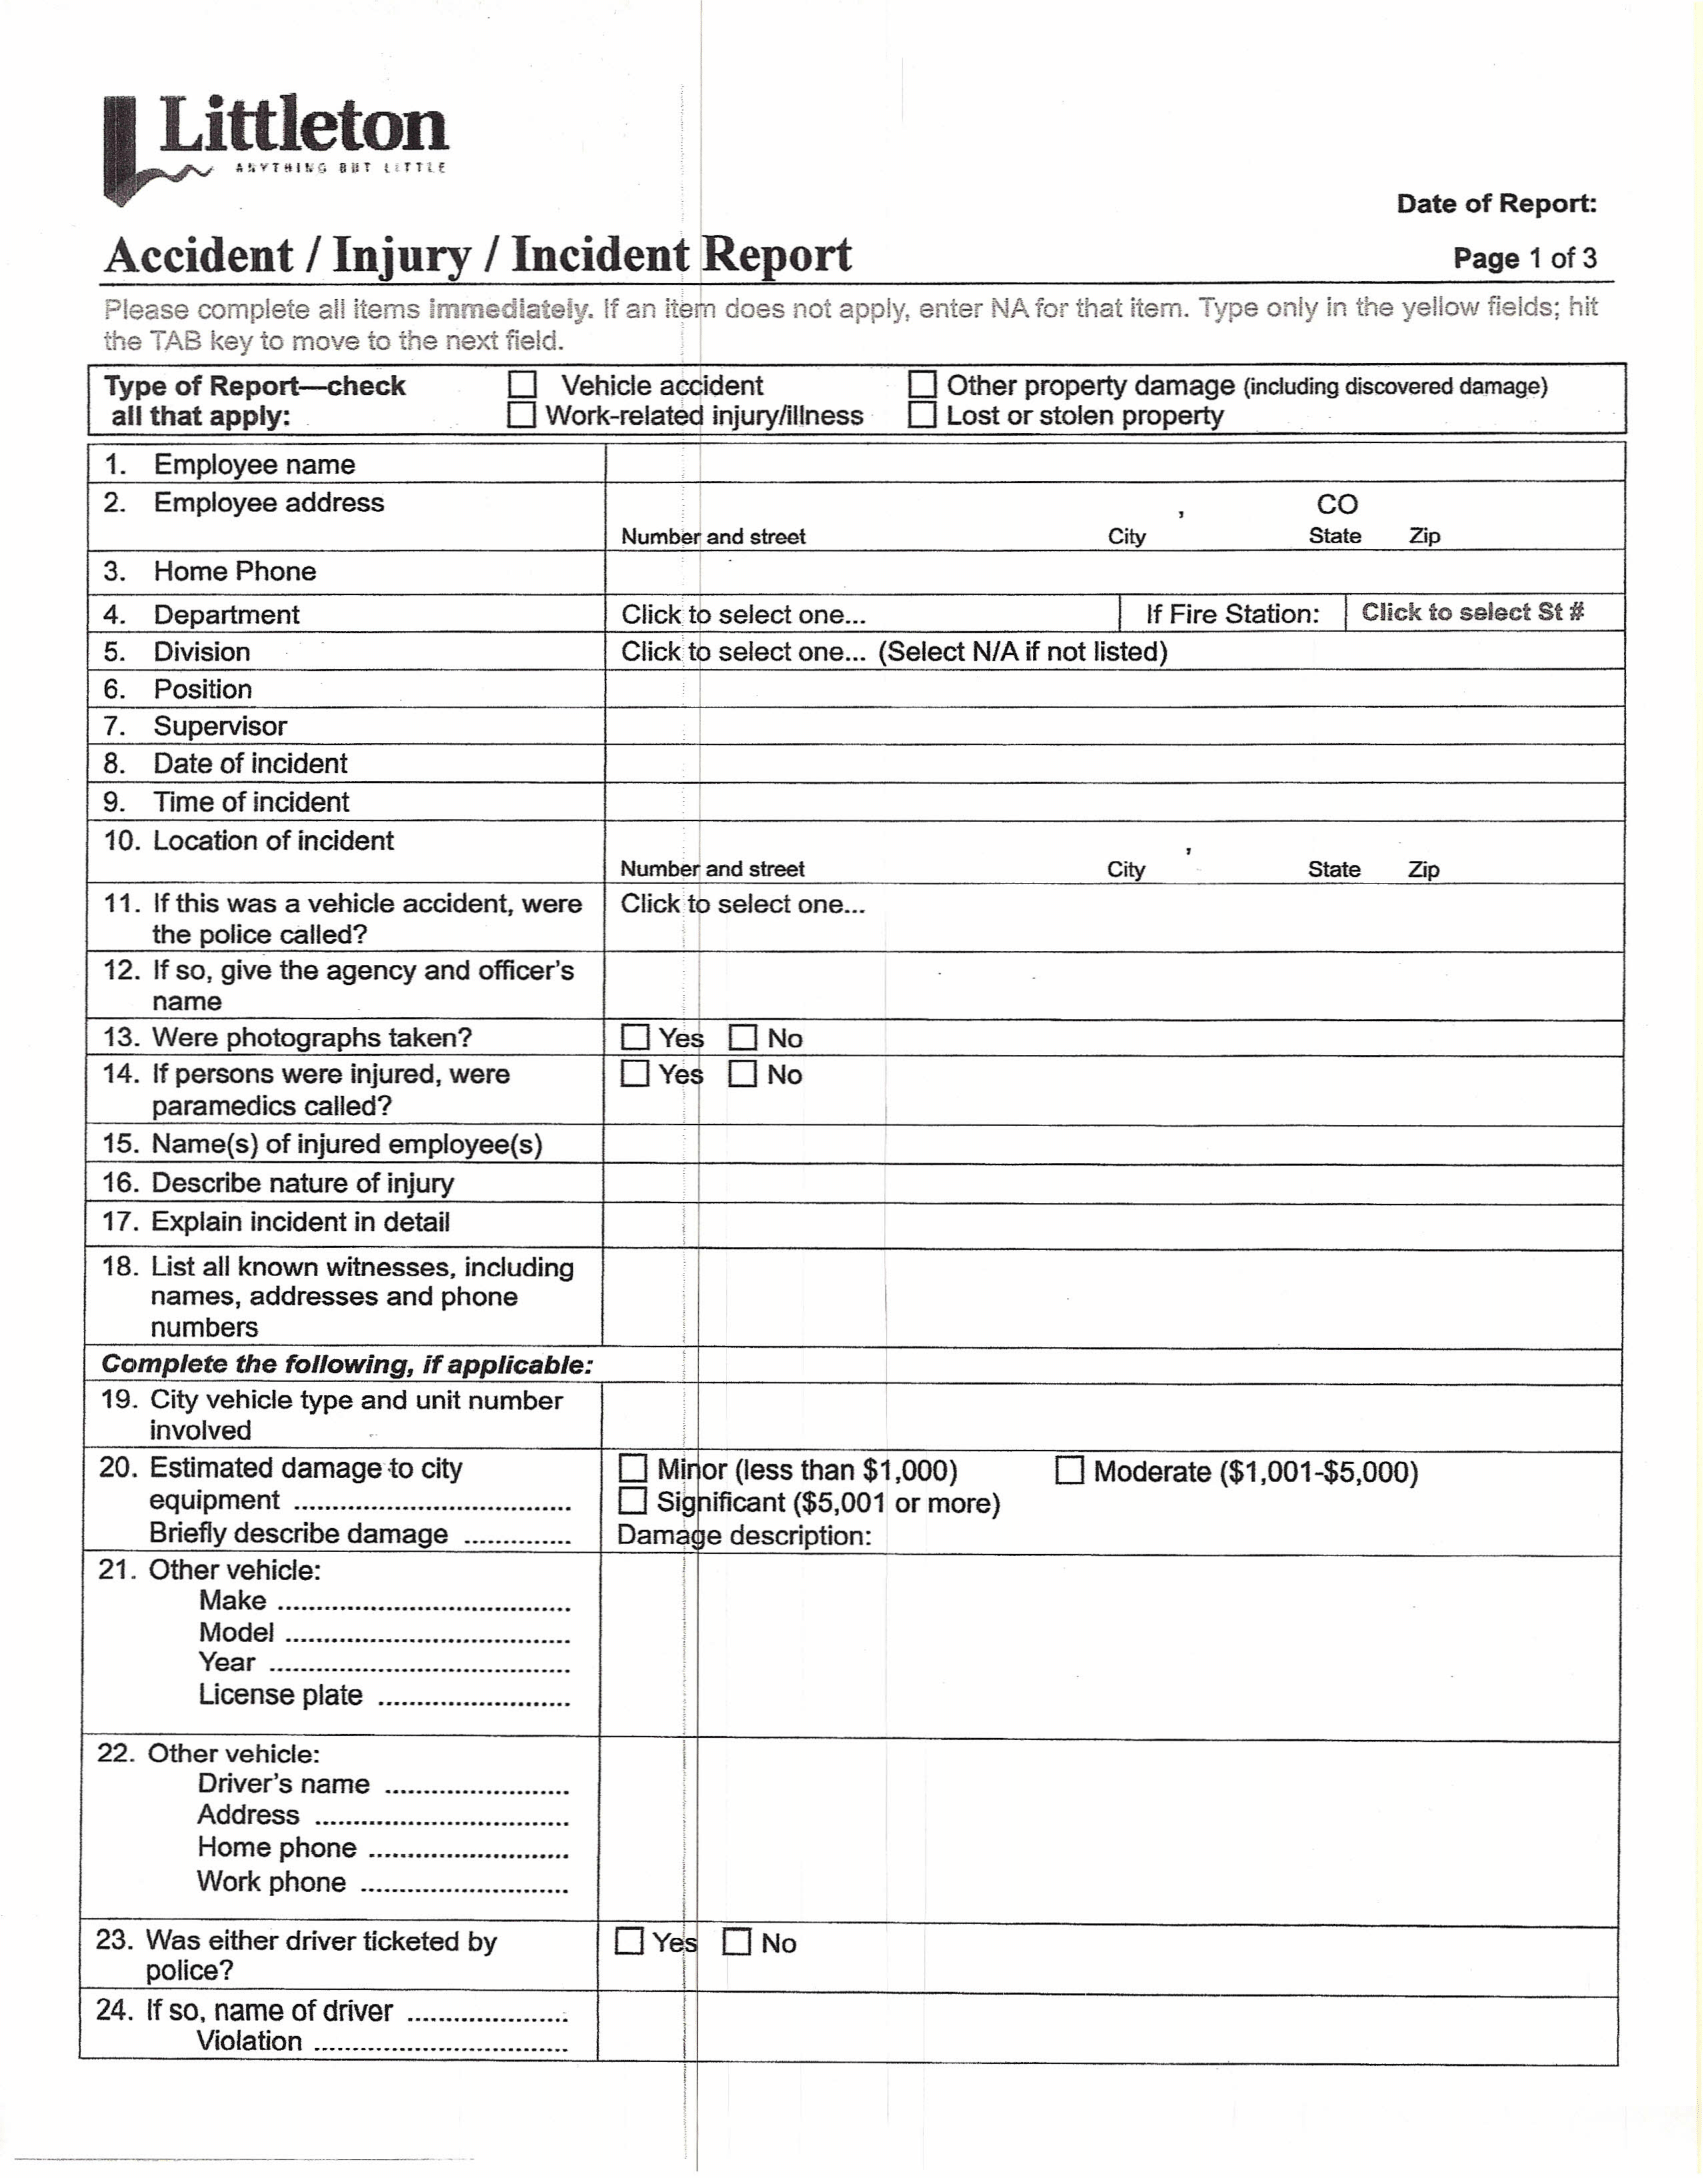 Littleton
ANYTHING BUT LITTLE
Date of Report:
Accident / Injury / Incident Report
Page 1 of 3
Please complete all items immediately. If an item does not apply, enter NA for that item. Type only in the yellow fields; hit
the TAB key to move to the next field.
Type of Report—check
all that apply:
☐ Vehicle accident
☐ Other property damage (including discovered damage)
☐ Work-related injury/illness
☐ Lost or stolen property
1. Employee name
2. Employee address
, CO
Number and street City State Zip
3. Home Phone
4. Department Click to select one... If Fire Station: Click to select St #
5. Division Click to select one... (Select N/A if not listed)
6. Position
7. Supervisor
8. Date of incident
9. Time of incident
10. Location of incident
,
Number and street City State Zip
11. If this was a vehicle accident, were
the police called?
Click to select one...
12. If so, give the agency and officer's
name
13. Were photographs taken? ☐ Yes ☐ No
14. If persons were injured, were
paramedics called?
☐ Yes ☐ No
15. Name(s) of injured employee(s)
16. Describe nature of injury
17. Explain incident in detail
18. List all known witnesses, including
names, addresses and phone
numbers
Complete the following, if applicable:
19. City vehicle type and unit number
involved
20. Estimated damage to city
equipment ....................................
Briefly describe damage ..............
☐ Minor (less than $1,000) ☐ Moderate ($1,001-$5,000)
☐ Significant ($5,001 or more)
Damage description:
21. Other vehicle:
Make ......................................
Model .....................................
Year .......................................
License plate .........................
22. Other vehicle:
Driver's name ........................
Address .................................
Home phone ..........................
Work phone ...........................
23. Was either driver ticketed by
police?
☐ Yes ☐ No
24. If so, name of driver .....................
Violation .................................